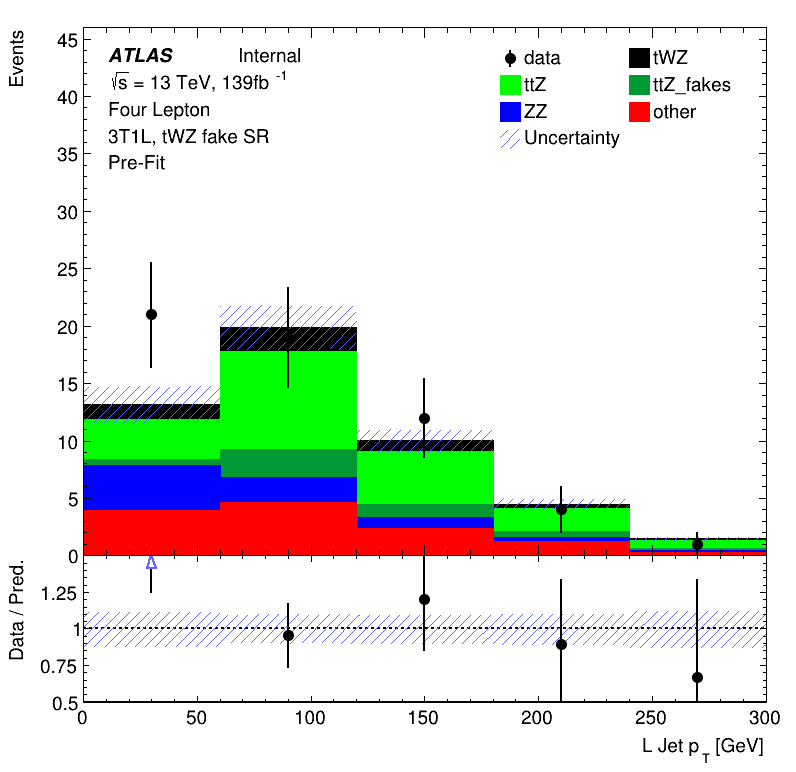 Events
45
40
35
30
25
20
15
10
5
0
ATLAS Internal
√s = 13 TeV, 139fb -1
Four Lepton
3T1L, tWZ fake SR
Pre-Fit
data tWZ
ttZ ttZ_fakes
ZZ other
Uncertainty
Data / Pred.
1.25
1
0.75
0.5
0 50 100 150 200 250 300
L Jet p_T [GeV]